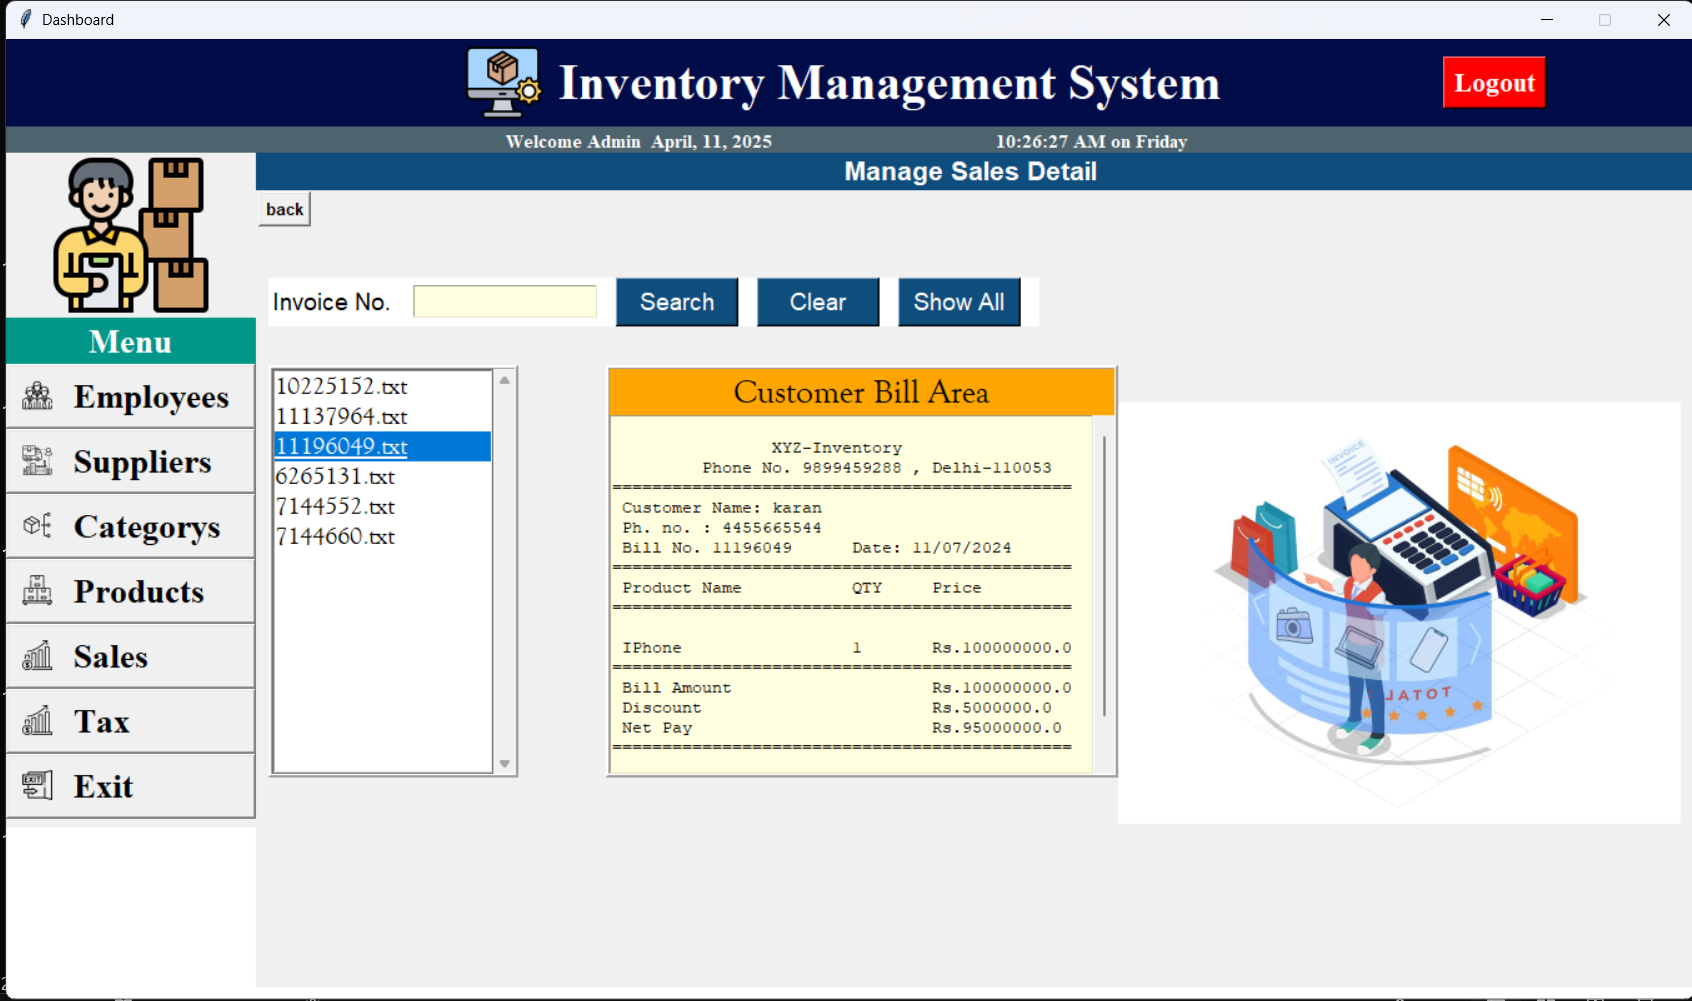 Dashboard
Inventory Management System
Logout
Welcome Admin  April, 11, 2025
10:26:27 AM on Friday
Manage Sales Detail
back
Invoice No.
Search
Clear
Show All
Menu
Employees
Suppliers
Categorys
Products
Sales
Tax
Exit
10225152.txt
11137964.txt
11196049.txt
6265131.txt
7144552.txt
7144660.txt
Customer Bill Area
XYZ-Inventory
Phone No. 9899459288 , Delhi-110053
==============================================
Customer Name: karan
Ph. no. : 4455665544
Bill No. 11196049      Date: 11/07/2024
==============================================
Product Name           QTY     Price
==============================================
IPhone                 1       Rs.100000000.0
==============================================
Bill Amount                    Rs.100000000.0
Discount                       Rs.5000000.0
Net Pay                        Rs.95000000.0
==============================================
INVOICE
JATOT
EXIT